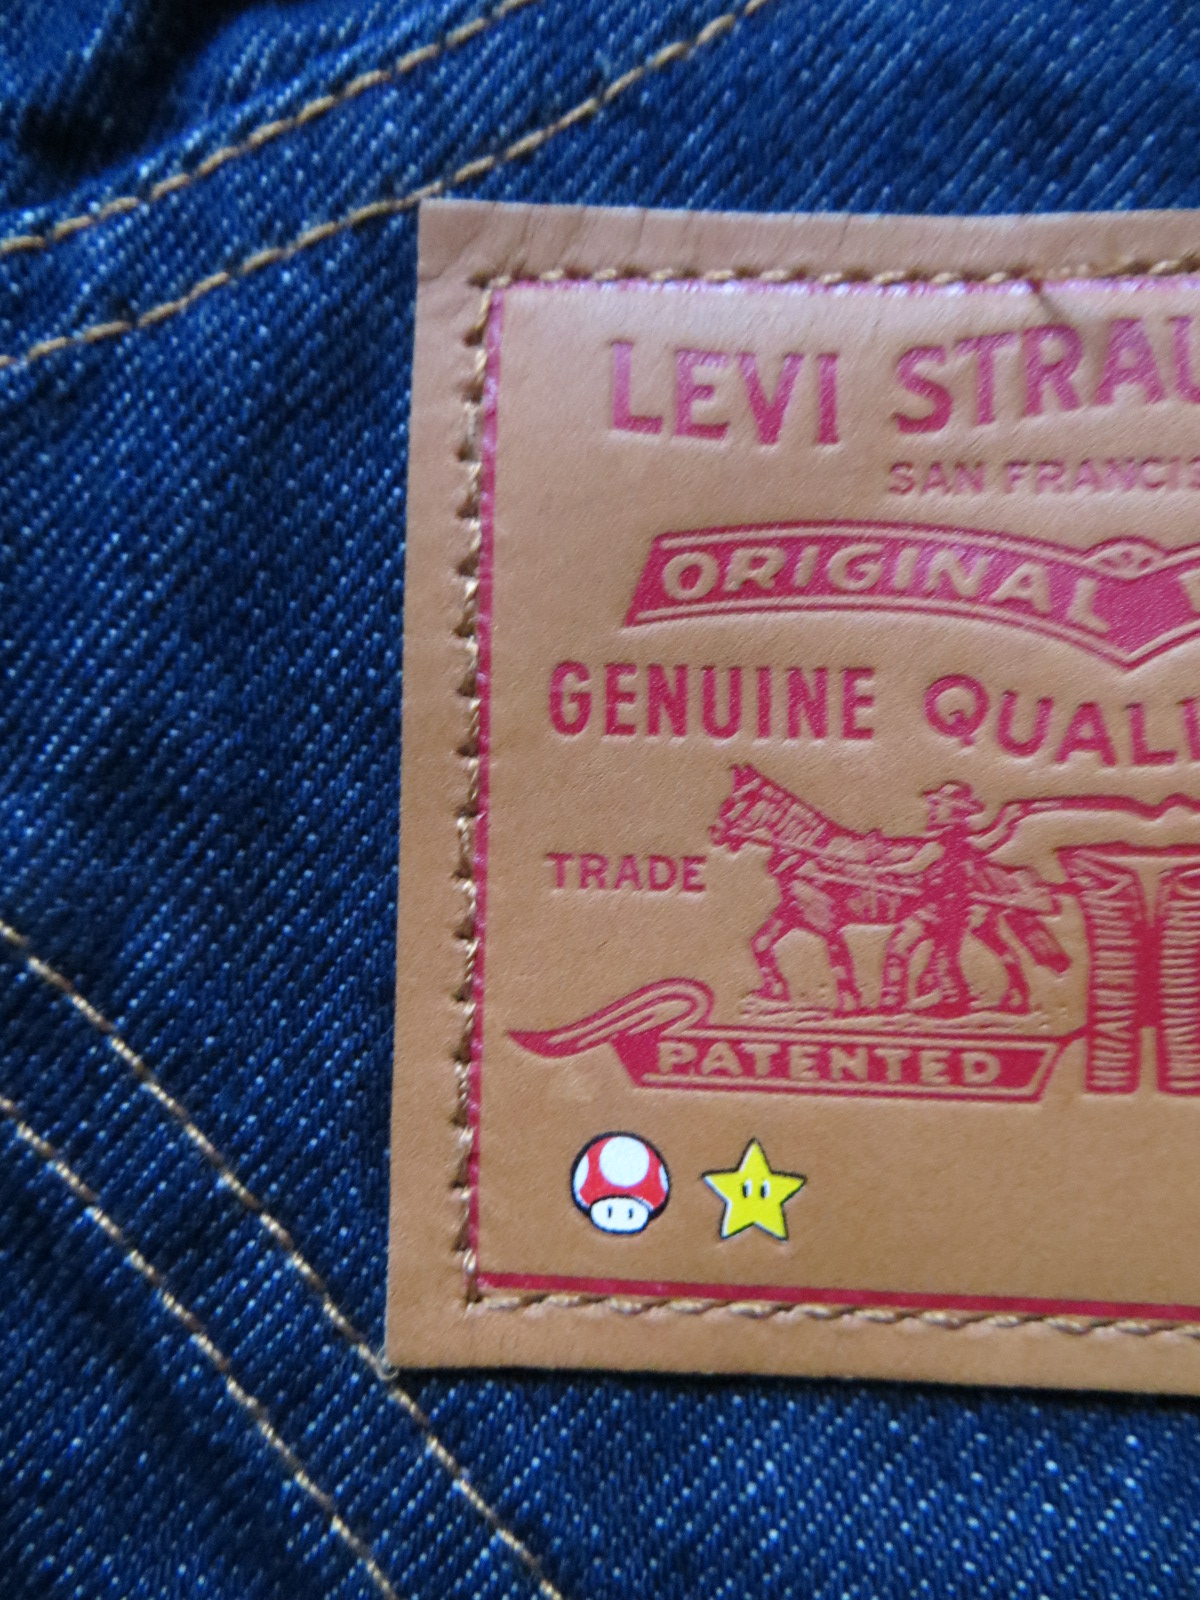 LEVI STRAU
SAN FRANCIS
ORIGINAL
GENUINE QUALI
TRADE
PATENTED